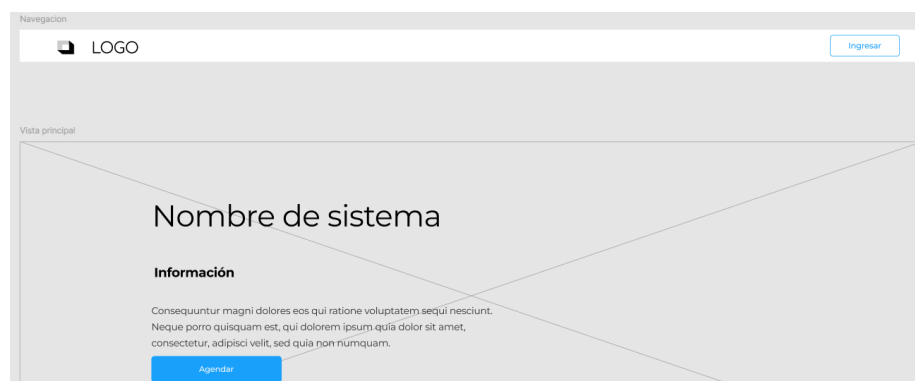 Navegacion
LOGO
Ingresar
Vista principal
Nombre de sistema
Información
Consequuntur magni dolores eos qui ratione voluptatem sequi nesciunt.
Neque porro quisquam est, qui dolorem ipsum quia dolor sit amet,
consectetur, adipisci velit, sed quia non numquam.
Agendar